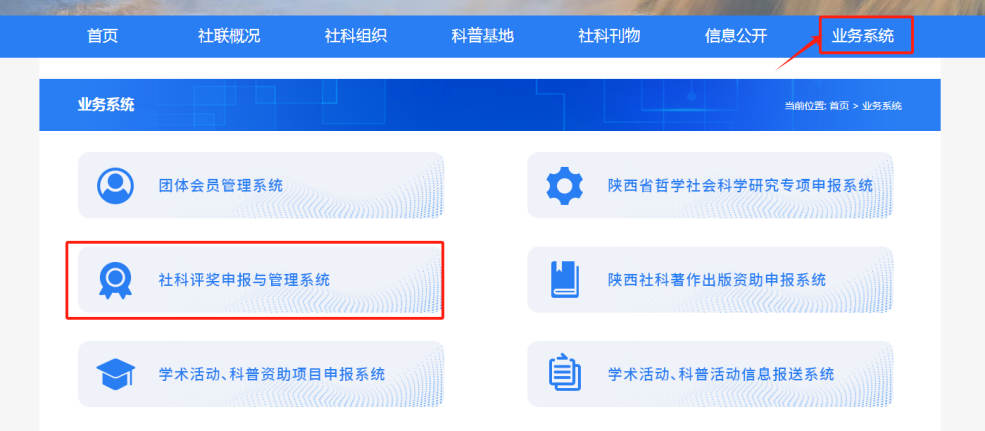 首页 社联概况 社科组织 科普基地 社科刊物 信息公开 业务系统
业务系统 当前位置: 首页 > 业务系统
团体会员管理系统 陕西省哲学社会科学研究专项申报系统
社科评奖申报与管理系统 陕西社科著作出版资助申报系统
学术活动、科普资助项目申报系统 学术活动、科普活动信息报送系统